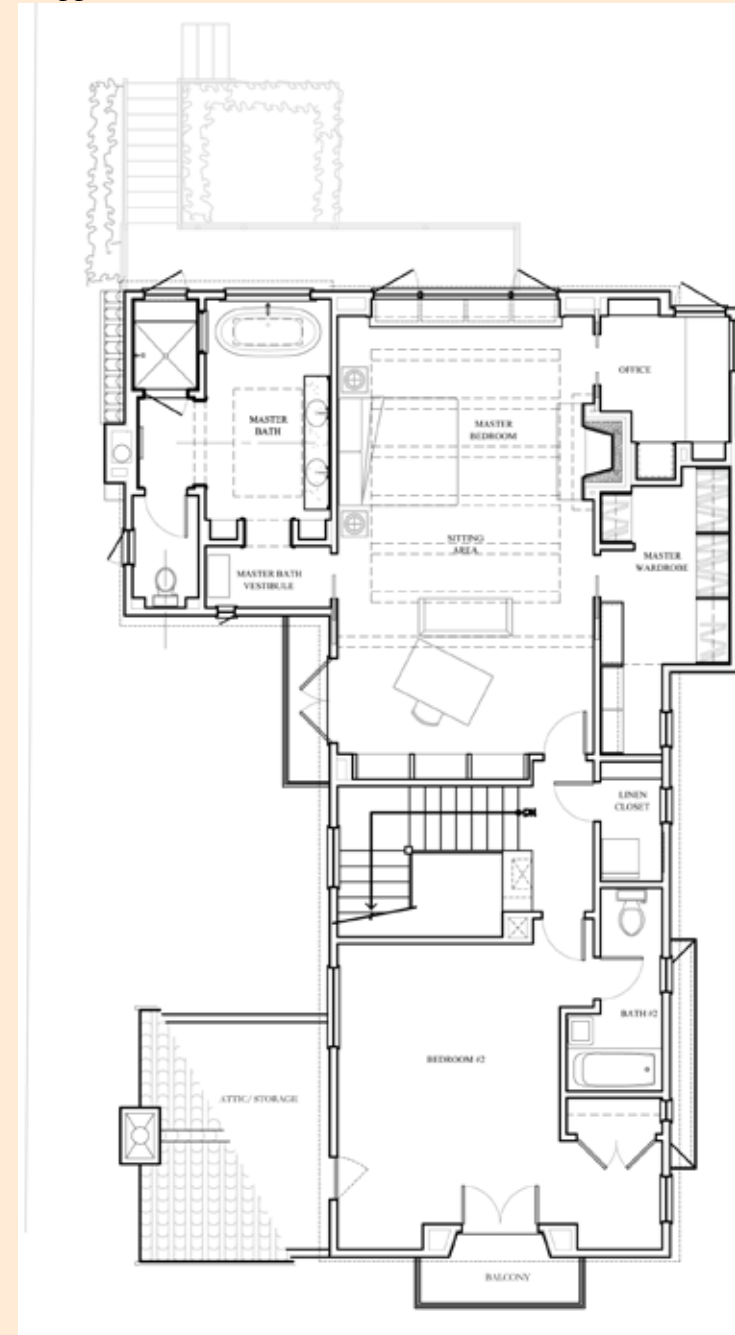 OFFICE
MASTER
BATH
MASTER
BEDROOM
SITTING
AREA
MASTER
WARDROBE
MASTER BATH
VESTIBULE
LINEN
CLOSET
DN
BATH #2
BEDROOM #2
ATTIC/ STORAGE
BALCONY